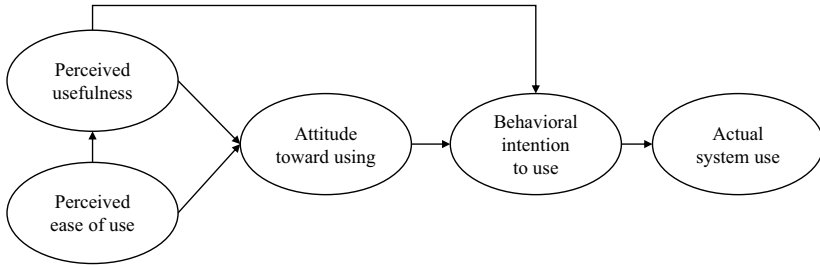 Perceived
usefulness
Perceived
ease of use
Attitude
toward using
Behavioral
intention
to use
Actual
system use